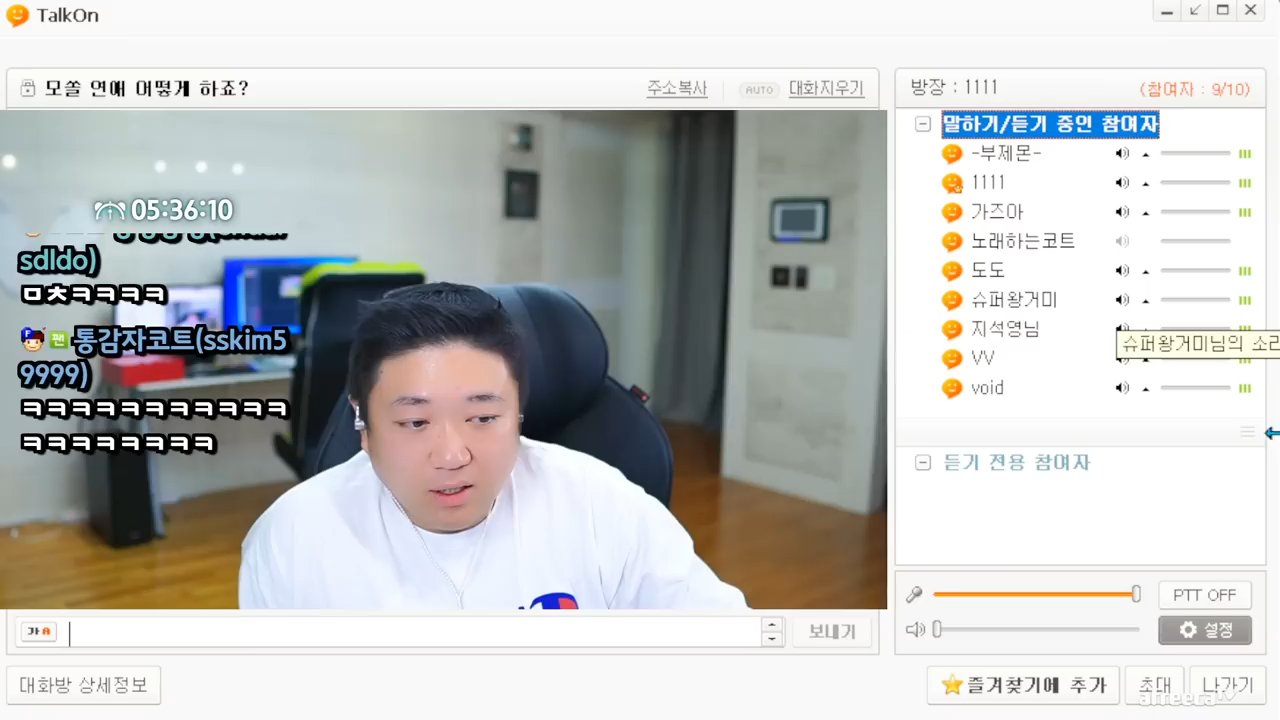 TalkOn
모쏠 연애 어떻게 하죠?
주소복사
AUTO
대화지우기
05:36:10
sdldo)
ㅁㅊㅋㅋㅋㅋ
팬 통감자코트(sskim5
9999)
ㅋㅋㅋㅋㅋㅋㅋㅋㅋㅋㅋ
ㅋㅋㅋㅋㅋㅋㅋㅋ
가
보내기
대화방 상세정보
방장 : 1111
(참여자 : 9/10)
말하기/듣기 중인 참여자
-부제몬-
1111
가즈아
노래하는코트
도도
슈퍼왕거미
지석영님
슈퍼왕거미님의 소리
VV
void
듣기 전용 참여자
PTT OFF
설정
즐겨찾기에 추가
초대
나가기
afreecaTV